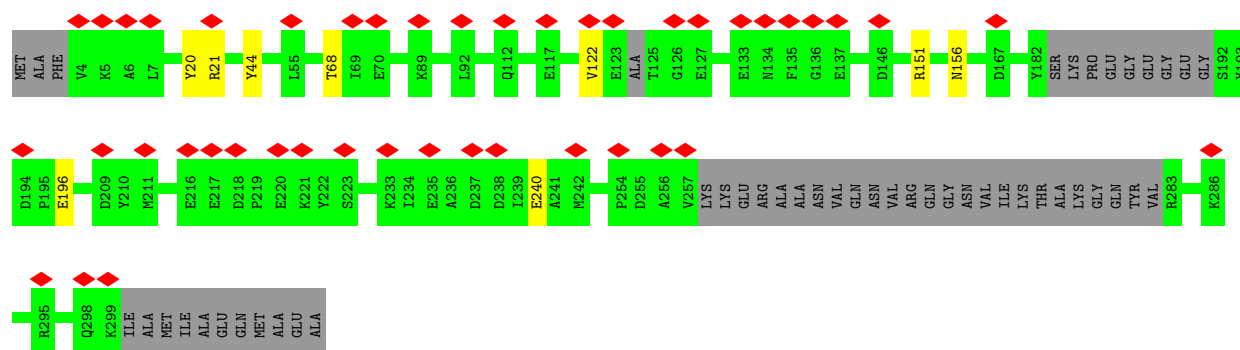 MET ALA PHE V4 K5 A6 L7 Y20 R21 Y44 L55 T68 I69 E70 K89 L92 Q112 E117 V122 E123 ALA T125 G126 E127 E133 N134 F135 G136 E137 D146 R151 N156 D167 Y182 SER LYS PRO GLU GLY GLU GLY GLU GLY S192
D194 P195 E196 D209 Y210 M211 E216 E217 D218 P219 E220 K221 Y222 S223 K233 I234 E235 A236 D237 D238 I239 E240 A241 M242 P254 D255 A256 V257 LYS LYS GLU ARG ALA ALA ASN VAL GLN ASN VAL ARG GLN GLY ASN VAL ILE LYS THR ALA LYS GLY GLN TYR VAL R283 K286
R295 Q298 K299 ILE ALA MET ILE ALA GLU GLN MET ALA GLU ALA